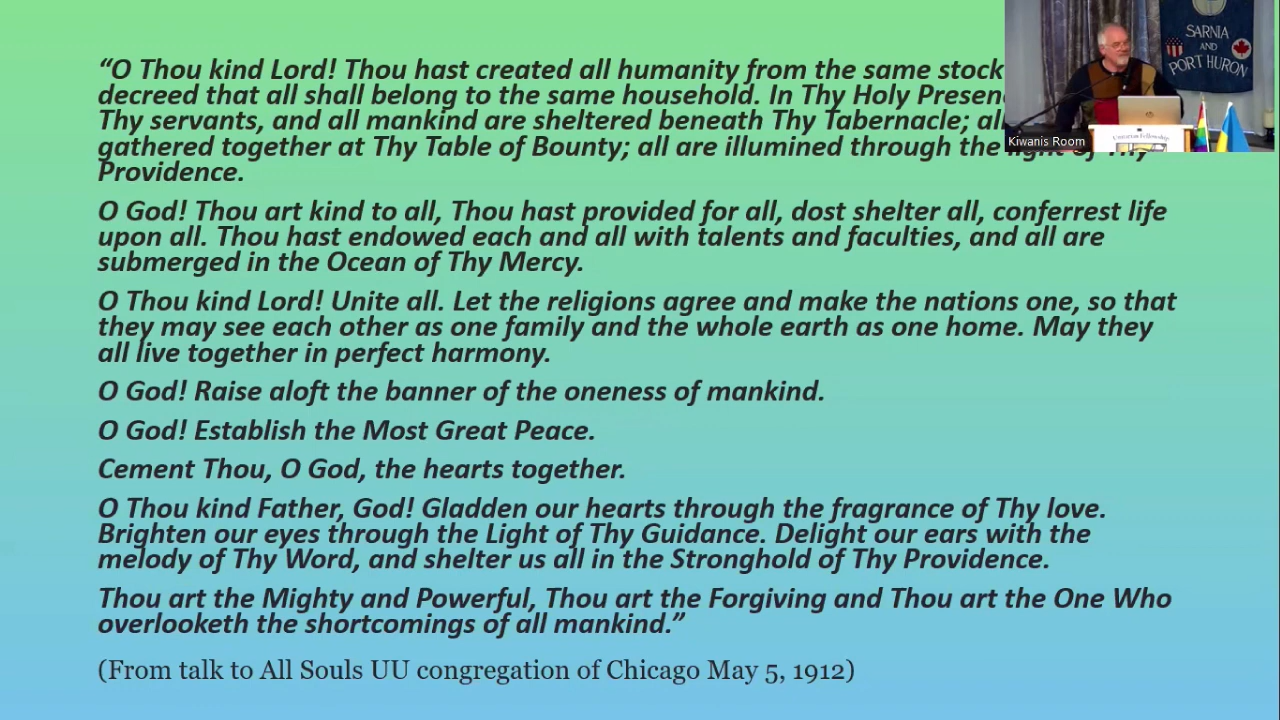 “O Thou kind Lord! Thou hast created all humanity from the same stock
decreed that all shall belong to the same household. In Thy Holy
Thy servants, and all mankind are sheltered beneath Thy Tabernacle;
gathered together at Thy Table of Bounty; all are illumined through the light of Thy
Providence.
O God! Thou art kind to all, Thou hast provided for all, dost shelter all, conferrest life
upon all. Thou hast endowed each and all with talents and faculties, and all are
submerged in the Ocean of Thy Mercy.
O Thou kind Lord! Unite all. Let the religions agree and make the nations one, so that
they may see each other as one family and the whole earth as one home. May they
all live together in perfect harmony.
O God! Raise aloft the banner of the oneness of mankind.
O God! Establish the Most Great Peace.
Cement Thou, O God, the hearts together.
O Thou kind Father, God! Gladden our hearts through the fragrance of Thy love.
Brighten our eyes through the Light of Thy Guidance. Delight our ears with the
melody of Thy Word, and shelter us all in the Stronghold of Thy Providence.
Thou art the Mighty and Powerful, Thou art the Forgiving and Thou art the One Who
overlooketh the shortcomings of all mankind.”
(From talk to All Souls UU congregation of Chicago May 5, 1912)
SARNIA
AND
PORT HURON
Kiwanis Room